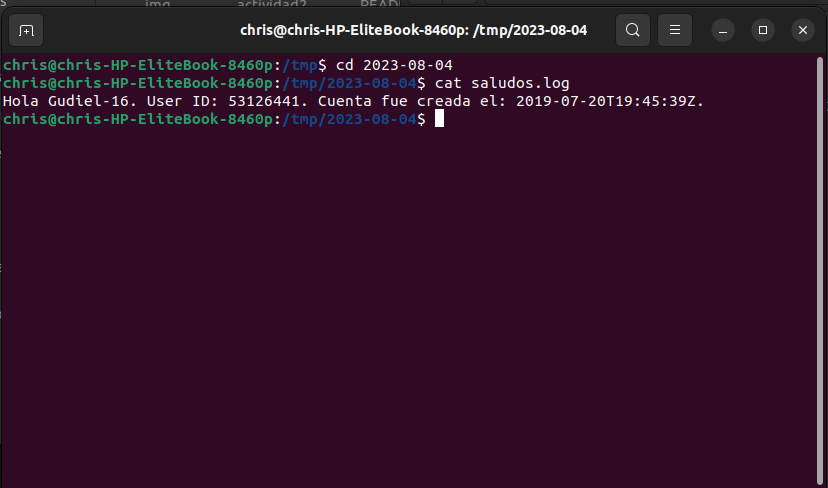 img actividad2 READ
chris@chris-HP-EliteBook-8460p: /tmp/2023-08-04
chris@chris-HP-EliteBook-8460p:/tmp$ cd 2023-08-04
chris@chris-HP-EliteBook-8460p:/tmp/2023-08-04$ cat saludos.log
Hola Gudiel-16. User ID: 53126441. Cuenta fue creada el: 2019-07-20T19:45:39Z.
chris@chris-HP-EliteBook-8460p:/tmp/2023-08-04$